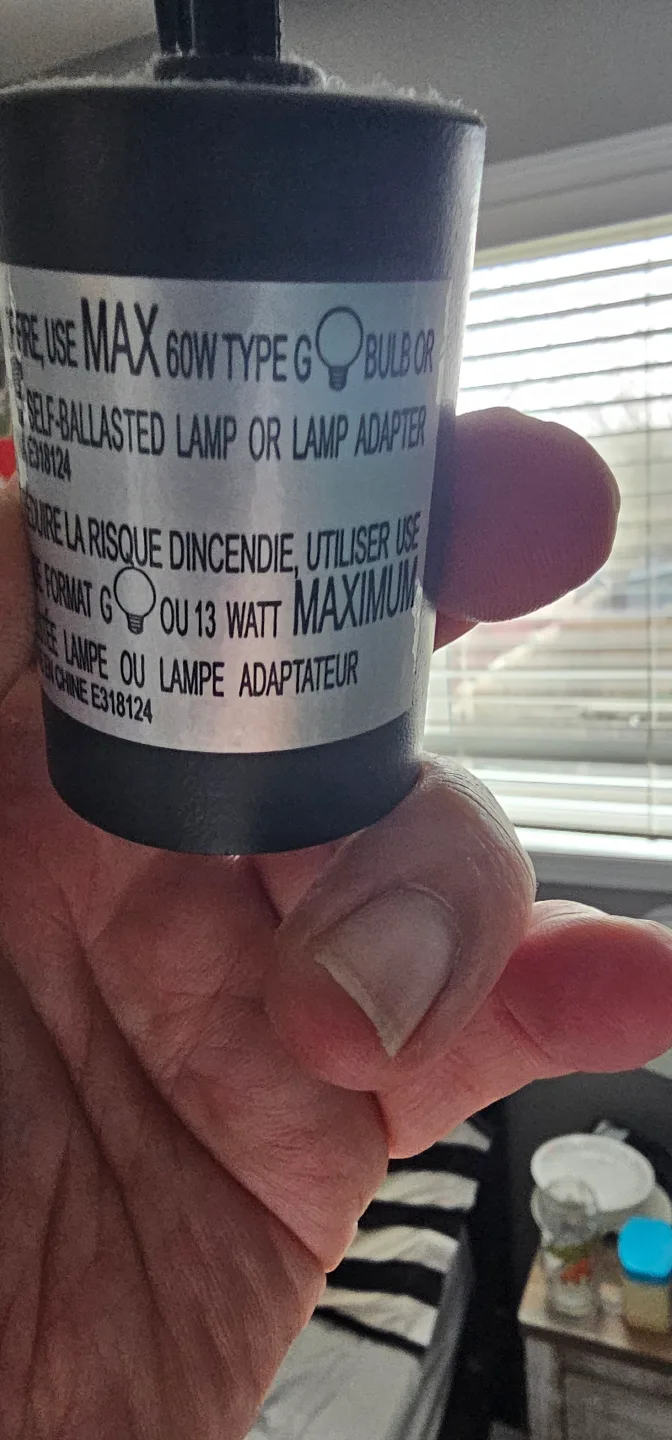 FIRE, USE MAX 60W TYPE G BULB OR
SELF-BALLASTED LAMP OR LAMP ADAPTER
E318124
LA RISQUE DINCENDIE, UTILISER USE
FORMAT G OU 13 WATT MAXIMUM
LAMPE OU LAMPE ADAPTATEUR
EN CHINE E318124